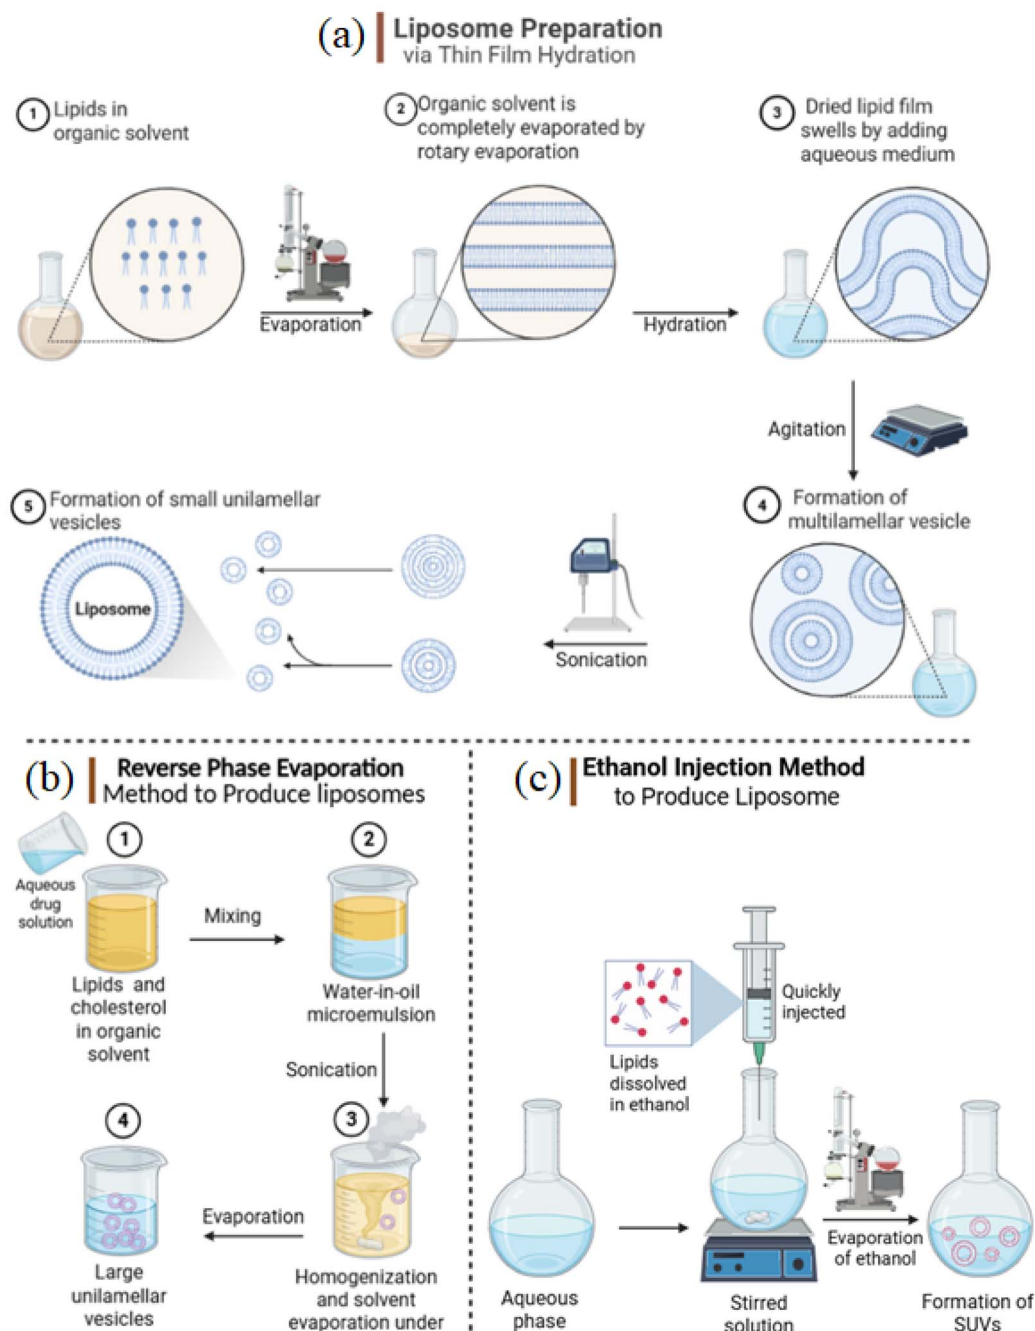 (a) Liposome Preparation
via Thin Film Hydration
1 Lipids in
organic solvent
2 Organic solvent is
completely evaporated by
rotary evaporation
3 Dried lipid film
swells by adding
aqueous medium
Evaporation
Hydration
Agitation
4 Formation of
multilamellar vesicle
5 Formation of small unilamellar
vesicles
Liposome
Sonication
(b) Reverse Phase Evaporation
Method to Produce liposomes
1
2
Aqueous
drug
solution
Mixing
Lipids and
cholesterol
in organic
solvent
Water-in-oil
microemulsion
Sonication
3
4
Evaporation
Large
unilamellar
vesicles
Homogenization
and solvent
evaporation under
(c) Ethanol Injection Method
to Produce Liposome
Quickly
injected
Lipids
dissolved
in ethanol
Evaporation
of ethanol
Aqueous
phase
Stirred
solution
Formation of
SUVs